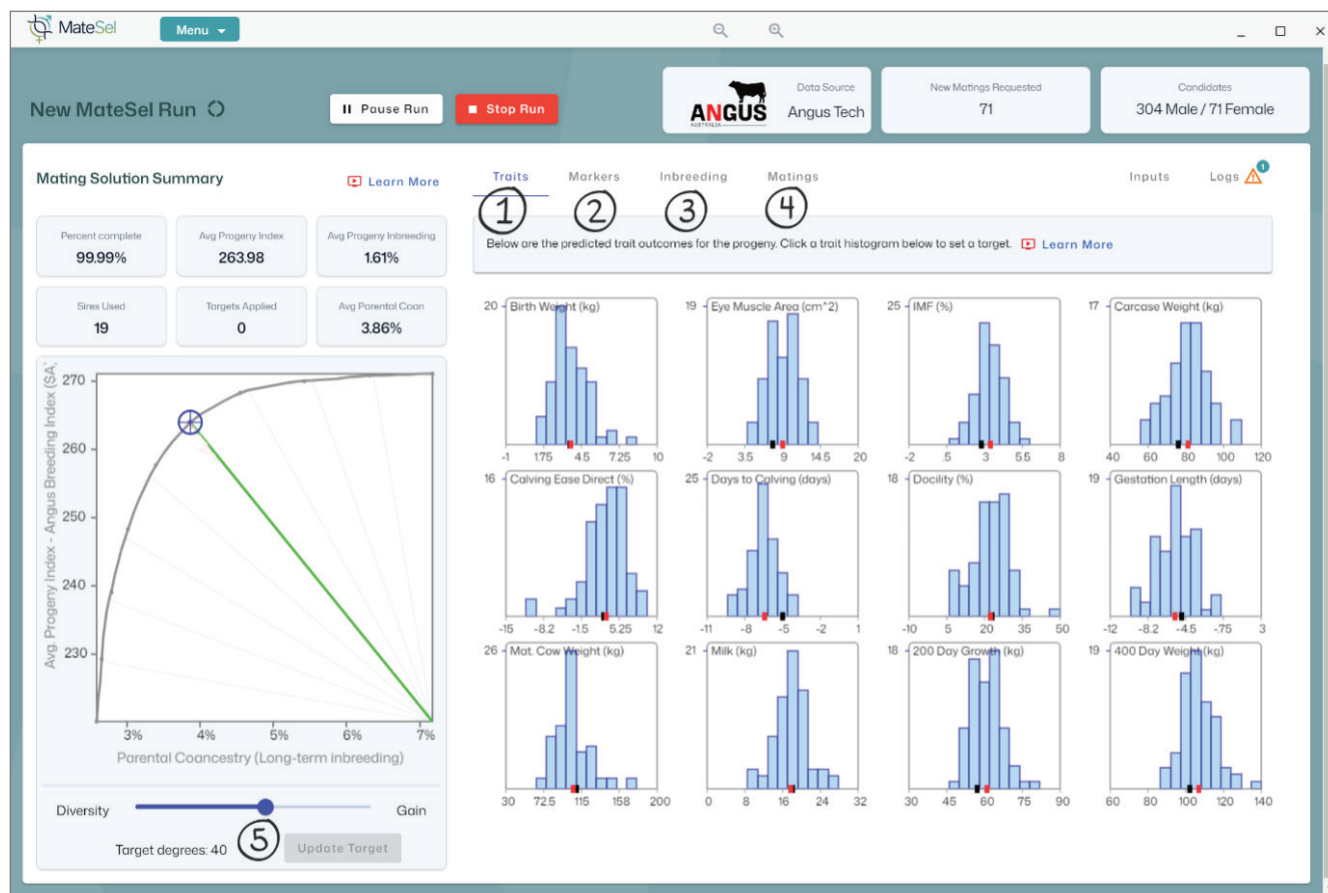 MateSel
Menu
New MateSel Run
Pause Run
Stop Run
ANGUS
AUSTRALIA
Data Source
Angus Tech
New Matings Requested
71
Candidates
304 Male / 71 Female
Mating Solution Summary
Learn More
Percent complete
99.99%
Avg Progeny Index
263.98
Avg Progeny Inbreeding
1.61%
Sires Used
19
Targets Applied
0
Avg Parental Coan
3.86%
Avg. Progeny Index - Angus Breeding Index ($A)
270
260
250
240
230
3% 4% 5% 6% 7%
Parental Coancestry (Long-term inbreeding)
Diversity
Gain
Target degrees: 40
5
Update Target
Traits Markers Inbreeding Matings
1 2 3 4
Inputs Logs 1
Below are the predicted trait outcomes for the progeny. Click a trait histogram below to set a target. Learn More
20 Birth Weight (kg)
-1 1.75 4.5 7.25 10
19 Eye Muscle Area (cm^2)
-2 3.5 9 14.5 20
25 IMF (%)
-2 .5 3 5.5 8
17 Carcase Weight (kg)
40 60 80 100 120
16 Calving Ease Direct (%)
-15 -8.2 -1.5 5.25 12
25 Days to Calving (days)
-11 -8 -5 -2 1
18 Docility (%)
-10 5 20 35 50
19 Gestation Length (days)
-12 -8.2 -4.5 -.75 3
26 Mat. Cow Weight (kg)
30 72.5 115 158 200
21 Milk (kg)
0 8 16 24 32
18 200 Day Growth (kg)
30 45 60 75 90
19 400 Day Weight (kg)
60 80 100 120 140